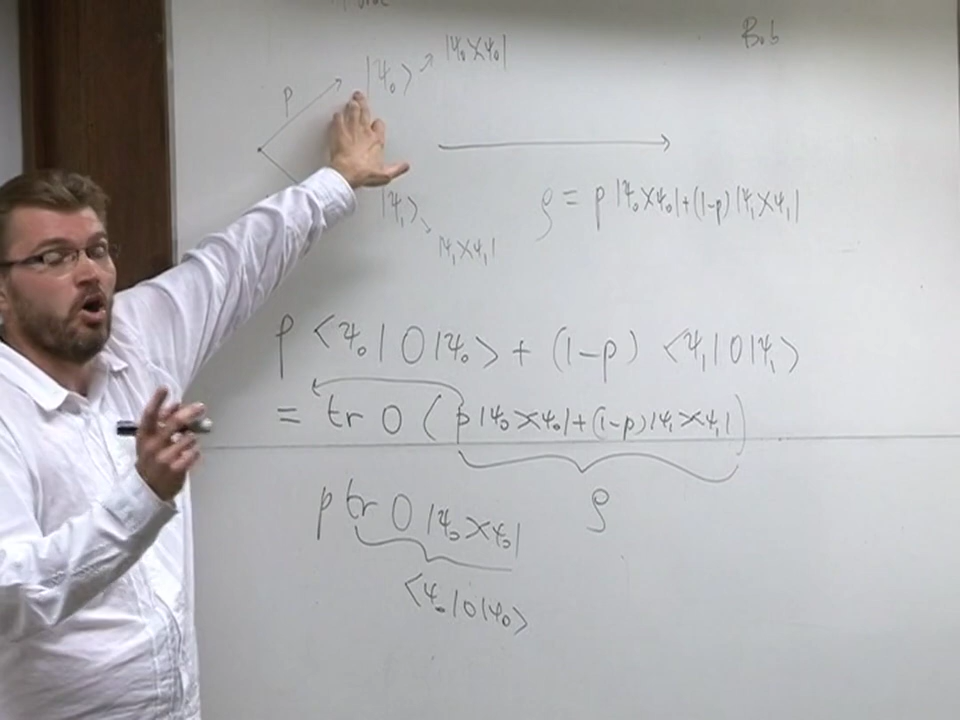 Bob
|ψ₀⟩⟨ψ₀|
p |ψ₀⟩
|ψ₁⟩
ρ = p |ψ₀⟩⟨ψ₀| + (1-p) |ψ₁⟩⟨ψ₁|
|ψ₁⟩⟨ψ₁|
p ⟨ψ₀| O |ψ₀⟩ + (1-p) ⟨ψ₁| O |ψ₁⟩
= tr O ( p |ψ₀⟩⟨ψ₀| + (1-p) |ψ₁⟩⟨ψ₁| )
ρ
p tr O |ψ₀⟩⟨ψ₀|
⟨ψ₀| O |ψ₀⟩